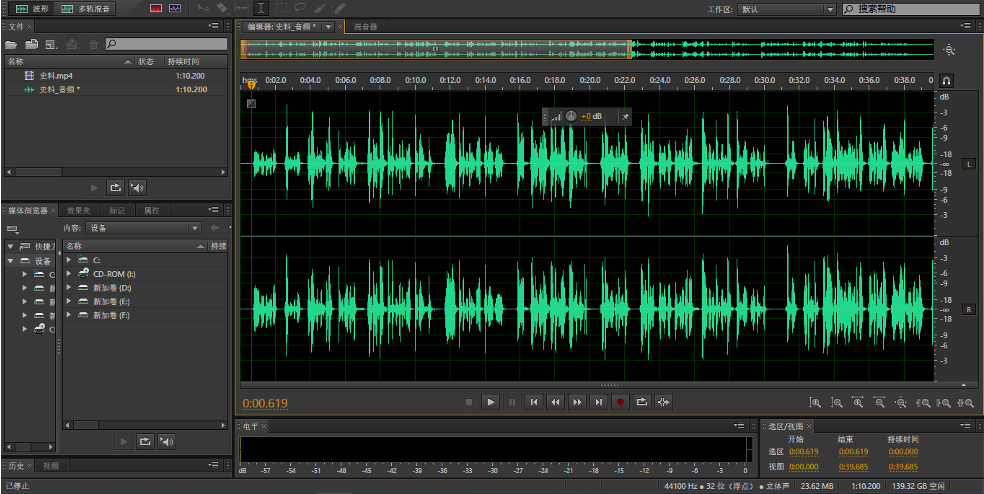 波形 多轨混音 工作区: 默认 搜索帮助
文件 × 编辑器: 史料_音频 * × 混音器
名称 状态 持续时间
史料.mp4 1:10.200
史料_音频 * 1:10.200
hms 0:02.0 0:04.0 0:06.0 0:08.0 0:10.0 0:12.0 0:14.0 0:16.0 0:18.0 0:20.0 0:22.0 0:24.0 0:26.0 0:28.0 0:30.0 0:32.0 0:34.0 0:36.0 0:38.0 0
+0 dB
dB
-3
-6
-9
-18
-∞
-18
-9
-6
-3
L
dB
-3
-6
-9
-18
-∞
-18
-9
-6
-3
R
媒体浏览器 × 效果夹 标记 属性
内容: 设备
快捷方 名称 持续
设备 C:
C CD-ROM (I:)
新 新加卷 (D:)
新 新加卷 (E:)
新 新加卷 (F:)
C
0:00.619
电平 ×
dB -57 -54 -51 -48 -45 -42 -39 -36 -33 -30 -27 -24 -21 -18 -15 -12 -9 -6 -3 0
选区/视图 ×
开始 结束 持续时间
选区 0:00.619 0:00.619 0:00.000
视图 0:00.000 0:39.685 0:39.685
历史 × 视频
已停止 44100 Hz ● 32 位（浮点） ● 立体声 23.62 MB 1:10.200 139.32 GB 空闲